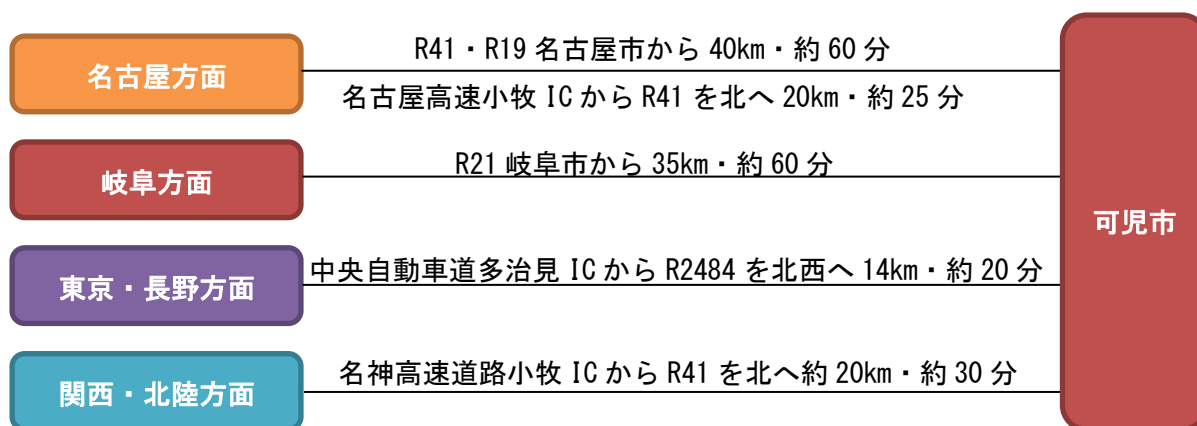 名古屋方面
R41・R19 名古屋市から 40km・約 60 分
名古屋高速小牧 IC から R41 を北へ 20km・約 25 分
岐阜方面
R21 岐阜市から 35km・約 60 分
東京・長野方面
中央自動車道多治見 IC から R2484 を北西へ 14km・約 20 分
関西・北陸方面
名神高速道路小牧 IC から R41 を北へ約 20km・約 30 分
可児市